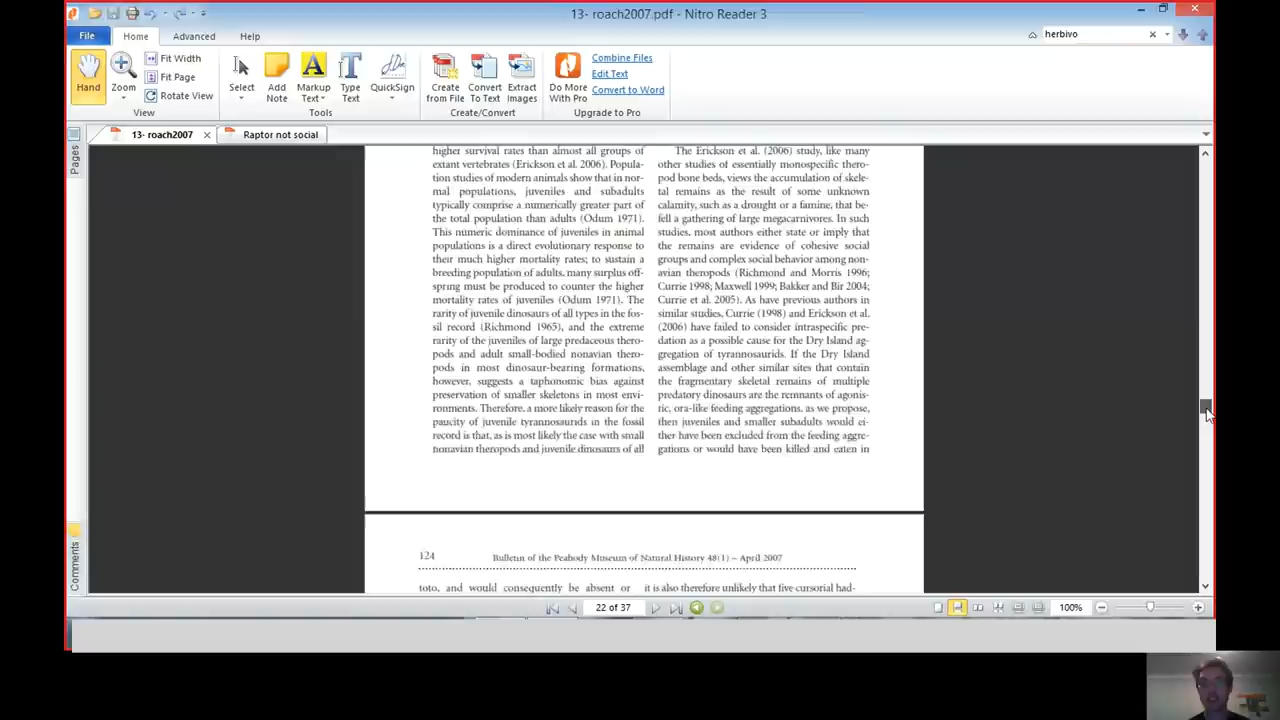 13- roach2007.pdf - Nitro Reader 3
File
Home
Advanced
Help
herbivo
Hand
Zoom
Fit Width
Fit Page
Rotate View
View
Select
Add Note
Markup Text
Type Text
QuickSign
Tools
Create from File
Convert To Text
Extract Images
Create/Convert
Do More With Pro
Combine Files
Edit Text
Convert to Word
Upgrade to Pro
Pages
13- roach2007
Raptor not social
higher survival rates than almost all groups of
extant vertebrates (Erickson et al. 2006). Popula-
tion studies of modern animals show that in nor-
mal populations, juveniles and subadults
typically comprise a numerically greater part of
the total population than adults (Odum 1971).
This numeric dominance of juveniles in animal
populations is a direct evolutionary response to
their much higher mortality rates; to sustain a
breeding population of adults, many surplus off-
spring must be produced to counter the higher
mortality rates of juveniles (Odum 1971). The
rarity of juvenile dinosaurs of all types in the fos-
sil record (Richmond 1965), and the extreme
rarity of the juveniles of large predaceous thero-
pods and adult small-bodied nonavian thero-
pods in most dinosaur-bearing formations,
however, suggests a taphonomic bias against
preservation of smaller skeletons in most envi-
ronments. Therefore, a more likely reason for the
paucity of juvenile tyrannosaurids in the fossil
record is that, as is most likely the case with small
nonavian theropods and juvenile dinosaurs of all
The Erickson et al. (2006) study, like many
other studies of essentially monospecific thero-
pod bone beds, views the accumulation of skele-
tal remains as the result of some unknown
calamity, such as a drought or a famine, that be-
fell a gathering of large megacarnivores. In such
studies, most authors either state or imply that
the remains are evidence of cohesive social
groups and complex social behavior among non-
avian theropods (Richmond and Morris 1996;
Currie 1998; Maxwell 1999; Bakker and Bir 2004;
Currie et al. 2005). As have previous authors in
similar studies, Currie (1998) and Erickson et al.
(2006) have failed to consider intraspecific pre-
dation as a possible cause for the Dry Island ag-
gregation of tyrannosaurids. If the Dry Island
assemblage and other similar sites that contain
the fragmentary skeletal remains of multiple
predatory dinosaurs are the remnants of agonis-
tic, ora-like feeding aggregations, as we propose,
then juveniles and smaller subadults would ei-
ther have been excluded from the feeding aggre-
gations or would have been killed and eaten in
124
Bulletin of the Peabody Museum of Natural History 48(1) – April 2007
toto, and would consequently be absent or
it is also therefore unlikely that five cursorial had-
Comments
22 of 37
100%